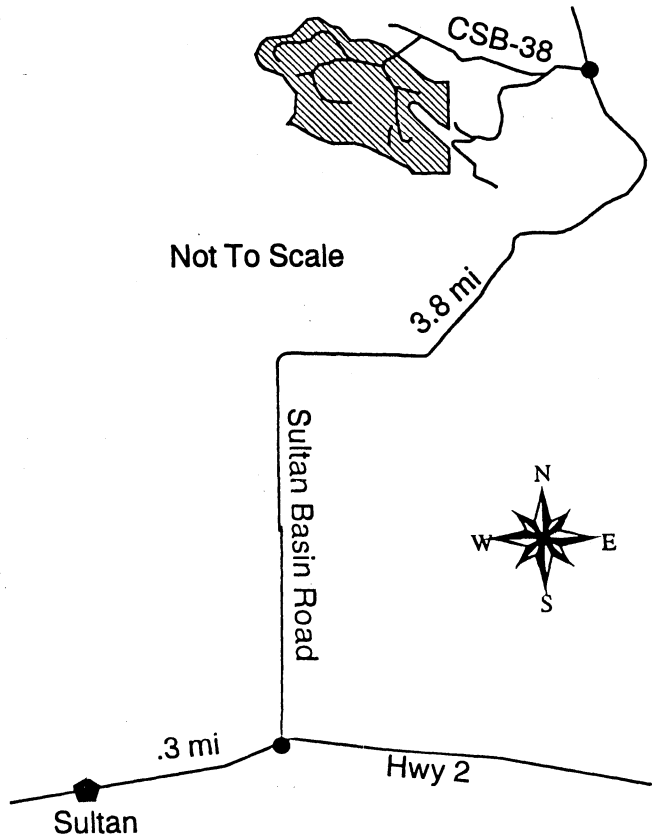 CSB-38
Not To Scale
3.8 mi
Sultan Basin Road
N
W
E
S
.3 mi
Hwy 2
Sultan